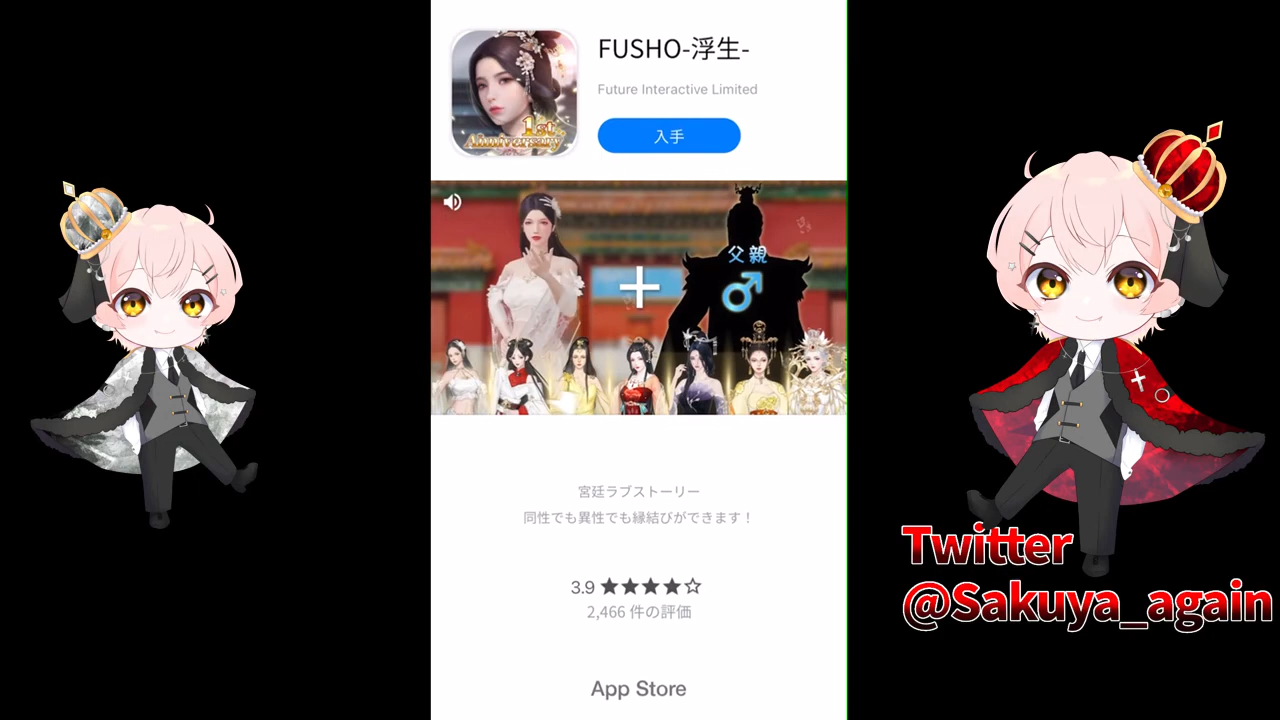 FUSHO-浮生-
Future Interactive Limited
入手
1st
Anniversary
父親
宮廷ラブストーリー
同性でも異性でも縁結びができます！
3.9 ★★★★☆
2,466 件の評価
App Store
Twitter
@Sakuya_again